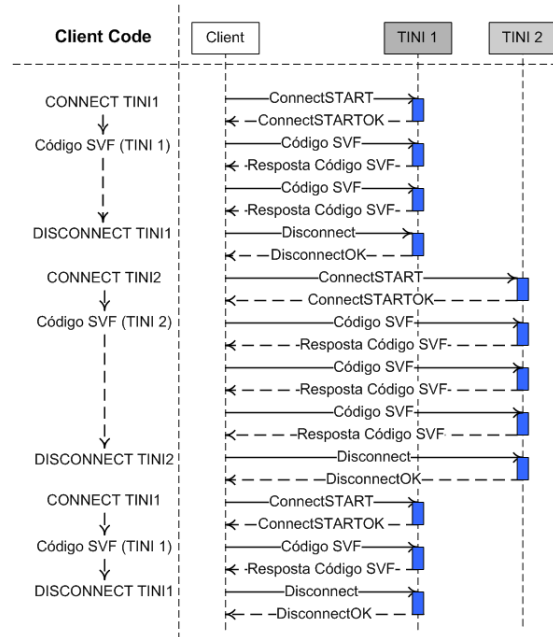 Client Code
Client
TINI 1
TINI 2
CONNECT TINI1
ConnectSTART
ConnectSTARTOK
Código SVF (TINI 1)
Código SVF
Resposta Código SVF
Código SVF
Resposta Código SVF
DISCONNECT TINI1
Disconnect
DisconnectOK
CONNECT TINI2
ConnectSTART
ConnectSTARTOK
Código SVF (TINI 2)
Código SVF
Resposta Código SVF
Código SVF
Resposta Código SVF
Código SVF
Resposta Código SVF
DISCONNECT TINI2
Disconnect
DisconnectOK
CONNECT TINI1
ConnectSTART
ConnectSTARTOK
Código SVF (TINI 1)
Código SVF
Resposta Código SVF
DISCONNECT TINI1
Disconnect
DisconnectOK